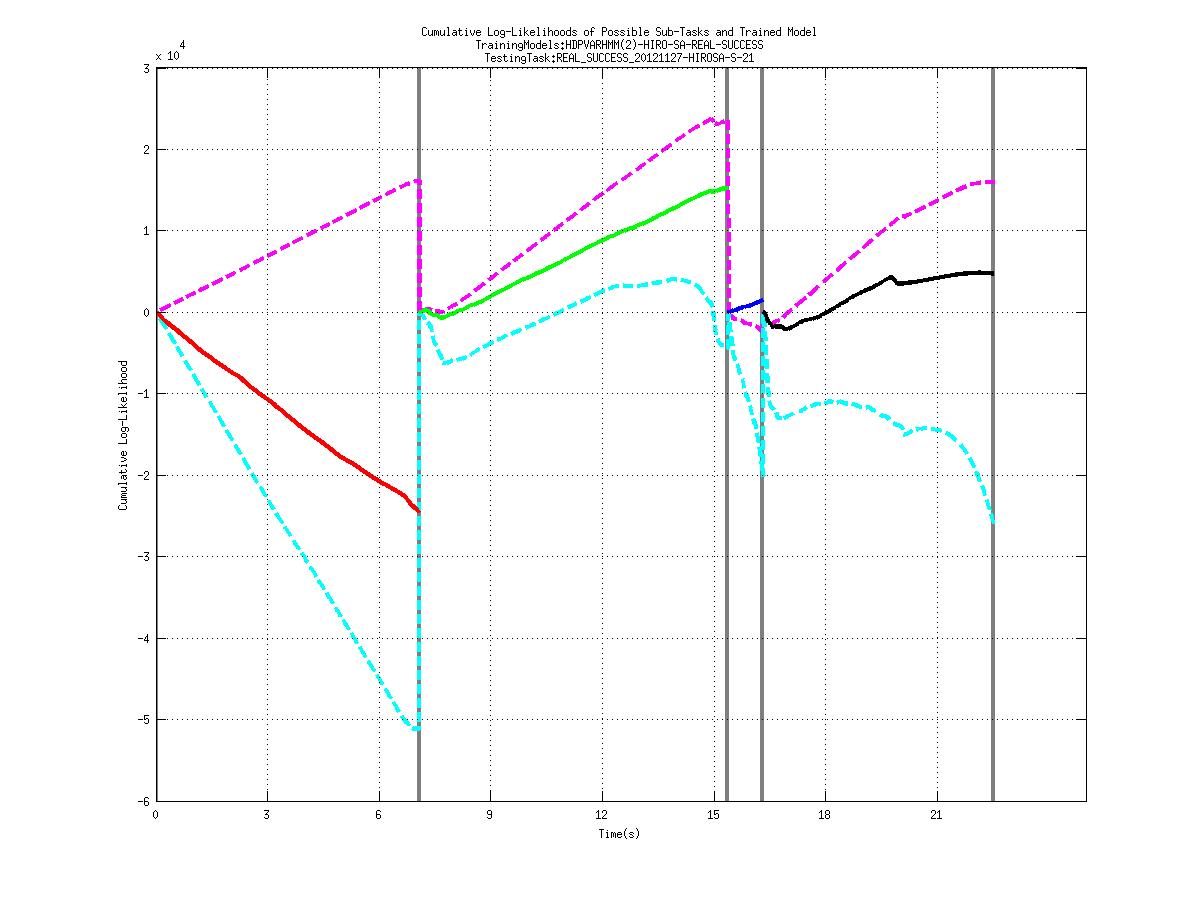 Cumulative Log-Likelihoods of Possible Sub-Tasks and Trained Model
TrainingModels:HDPVARHMM(2)-HIRO-SA-REAL-SUCCESS
TestingTask:REAL_SUCCESS_20121127-HIROSA-S-21
x 10^4
3
2
1
0
-1
-2
-3
-4
-5
-6
Cumulative Log-Likelihood
0 3 6 9 12 15 18 21
Time(s)